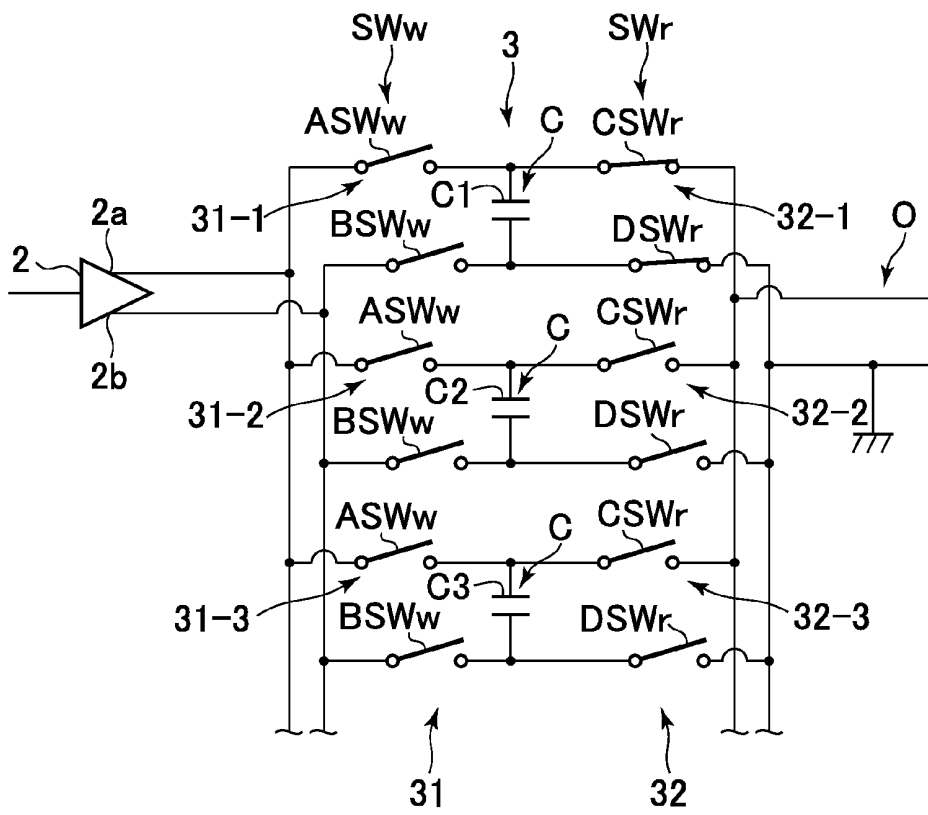 SWw
SWr
3
ASWw
C
CSWr
C1
2a
31-1
32-1
O
2
BSWw
DSWr
ASWw
C
CSWr
2b
C2
31-2
32-2
BSWw
DSWr
ASWw
C
CSWr
C3
31-3
32-3
BSWw
DSWr
31
32